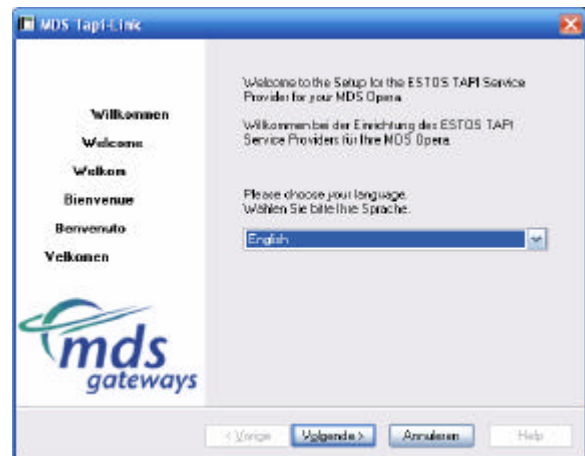 MDS Tapi-Link
Willkommen
Welcome
Welkom
Bienvenue
Benvenuto
Velkomen
mds
gateways
Welcome to the Setup for the ESTOS TAPI Service
Provider for your MDS Opera.
Willkommen bei der Einrichtung des ESTOS TAPI
Service Providers für Ihre MDS Opera.
Please choose your language.
Wählen Sie bitte Ihre Sprache.
English
< Vorige
Volgende >
Annuleren
Help